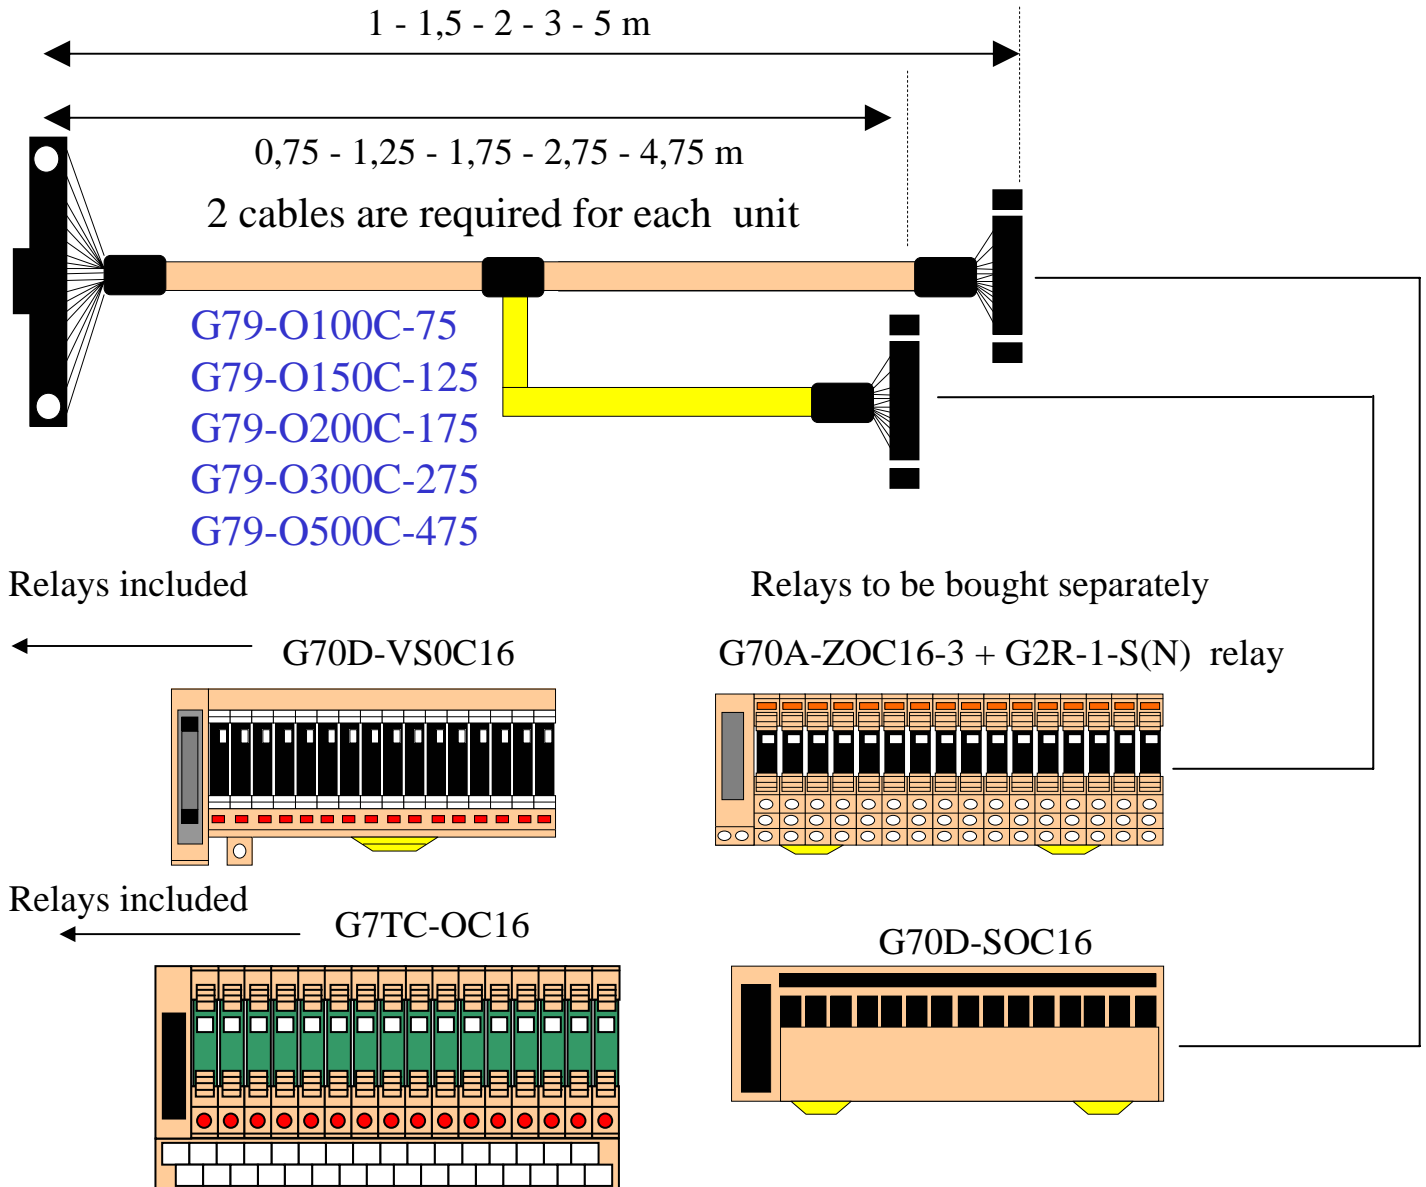 1 - 1,5 - 2 - 3 - 5 m
0,75 - 1,25 - 1,75 - 2,75 - 4,75 m
2 cables are required for each unit
G79-O100C-75
G79-O150C-125
G79-O200C-175
G79-O300C-275
G79-O500C-475
Relays included
Relays to be bought separately
G70D-VS0C16
G70A-ZOC16-3 + G2R-1-S(N) relay
Relays included
G7TC-OC16
G70D-SOC16